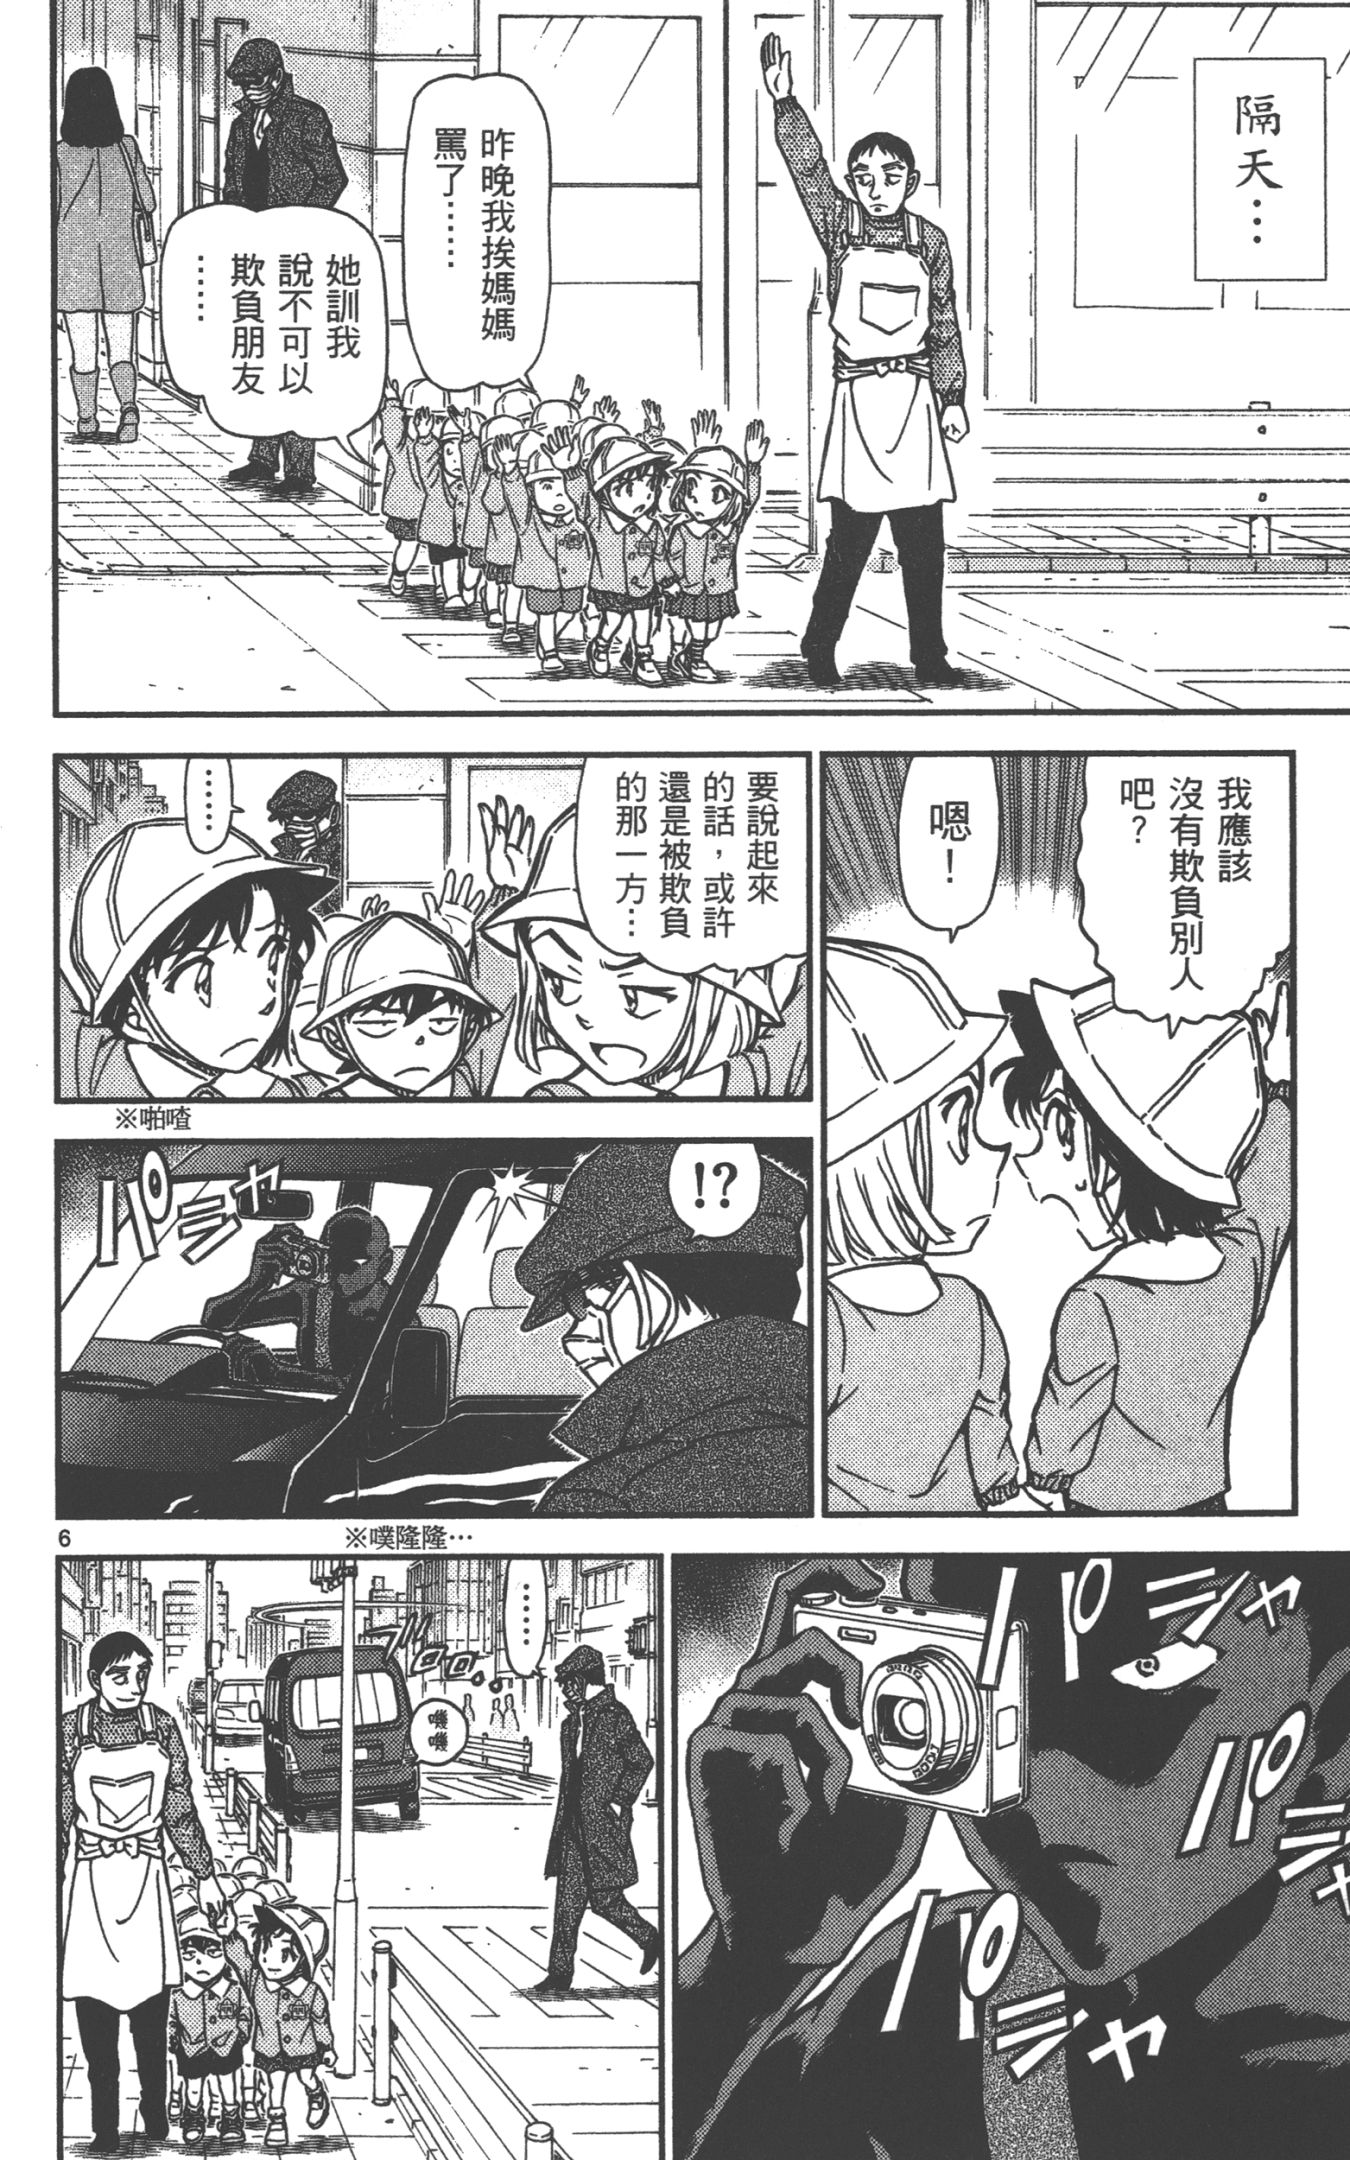 隔天…
昨晚我挨媽媽
罵了……
她訓我
說不可以
欺負朋友
……
我應該
沒有欺負別人
吧？
嗯！
要說起來
的話，或許
還是被欺負
的那一方…
……
※啪喳
パシャ
!?
6
※噗隆隆…
パシャ
パシャ
パシャ
ブロロ…
嘰嘰
……